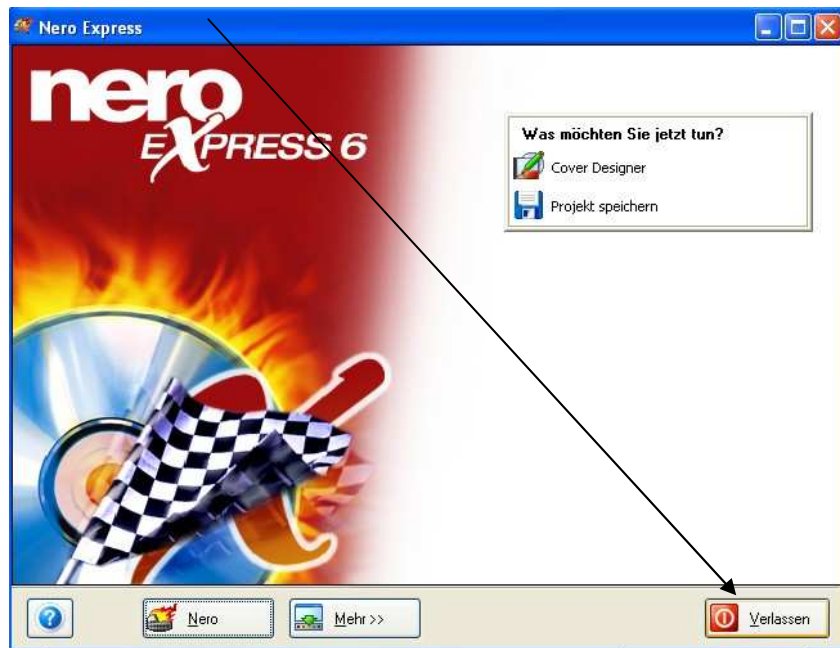 Nero Express
nero
EXPRESS 6
Was möchten Sie jetzt tun?
Cover Designer
Projekt speichern
Nero
Mehr >>
Verlassen